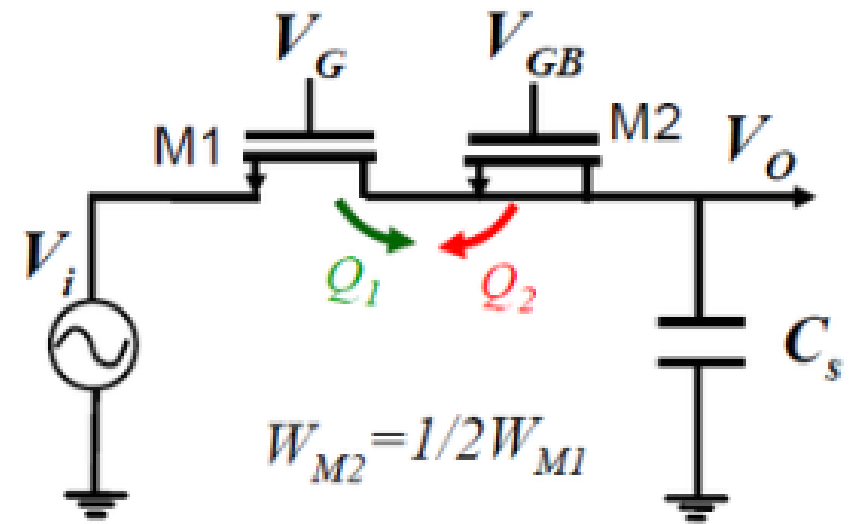 V_G
V_GB
M1
M2
V_O
V_i
Q_1
Q_2
C_s
W_M2=1/2W_M1